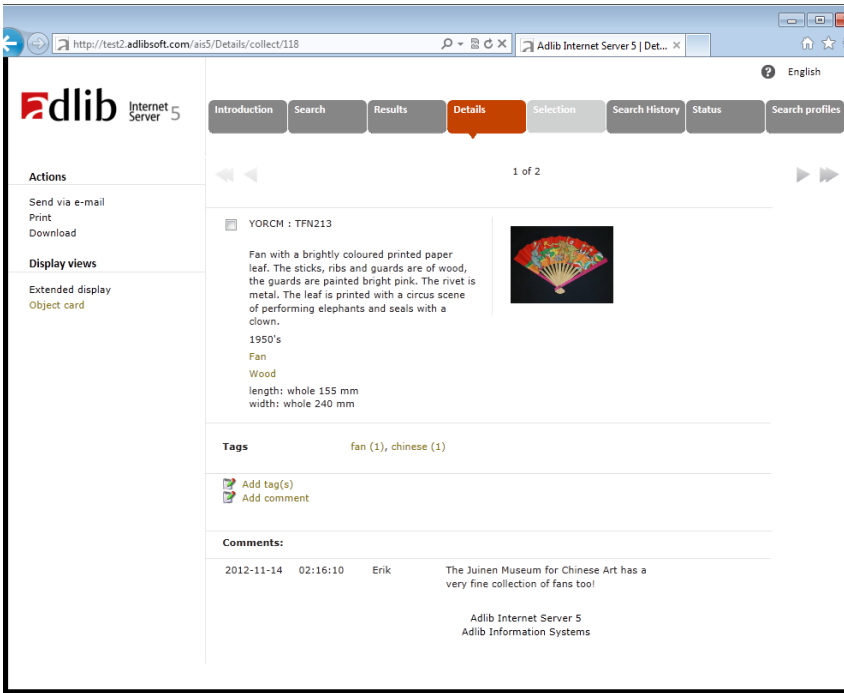 http://test2.adlibsoft.com/ais5/Details/collect/118
Adlib Internet Server 5 | Det...
English
adlib Internet Server 5
Introduction
Search
Results
Details
Selection
Search History
Status
Search profiles
Actions
1 of 2
Send via e-mail
Print
Download
Display views
Extended display
Object card
YORCM : TFN213
Fan with a brightly coloured printed paper
leaf. The sticks, ribs and guards are of wood,
the guards are painted bright pink. The rivet is
metal. The leaf is printed with a circus scene
of performing elephants and seals with a
clown.
1950's
Fan
Wood
length: whole 155 mm
width: whole 240 mm
Tags
fan (1), chinese (1)
Add tag(s)
Add comment
Comments:
2012-11-14 02:16:10 Erik The Juinen Museum for Chinese Art has a
very fine collection of fans too!
Adlib Internet Server 5
Adlib Information Systems